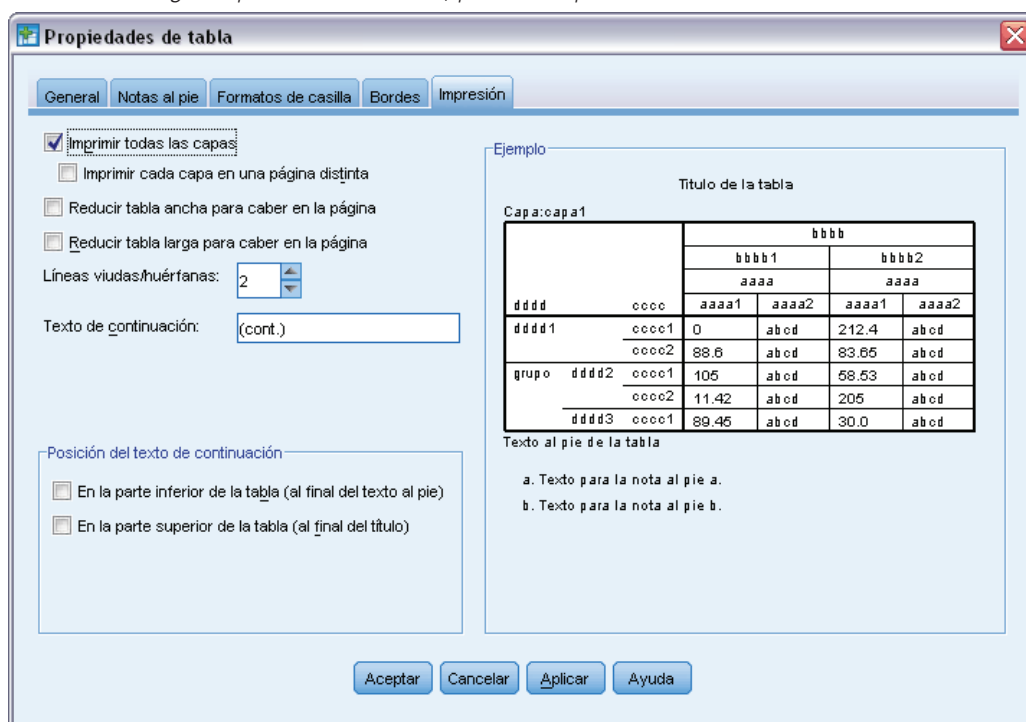 Propiedades de tabla
General Notas al pie Formatos de casilla Bordes Impresión
Imprimir todas las capas
Imprimir cada capa en una página distinta
Reducir tabla ancha para caber en la página
Reducir tabla larga para caber en la página
Líneas viudas/huérfanas: 2
Texto de continuación: (cont.)
Posición del texto de continuación
En la parte inferior de la tabla (al final del texto al pie)
En la parte superior de la tabla (al final del título)
Ejemplo
Titulo de la tabla
Capa:capa1
bbbb
bbbb1 bbbb2
aaaa aaaa
dddd cccc aaaa1 aaaa2 aaaa1 aaaa2
dddd1 cccc1 0 abcd 212.4 abcd
cccc2 88.6 abcd 83.65 abcd
grupo dddd2 cccc1 105 abcd 58.53 abcd
cccc2 11.42 abcd 205 abcd
dddd3 cccc1 89.45 abcd 30.0 abcd
Texto al pie de la tabla
a. Texto para la nota al pie a.
b. Texto para la nota al pie b.
Aceptar Cancelar Aplicar Ayuda